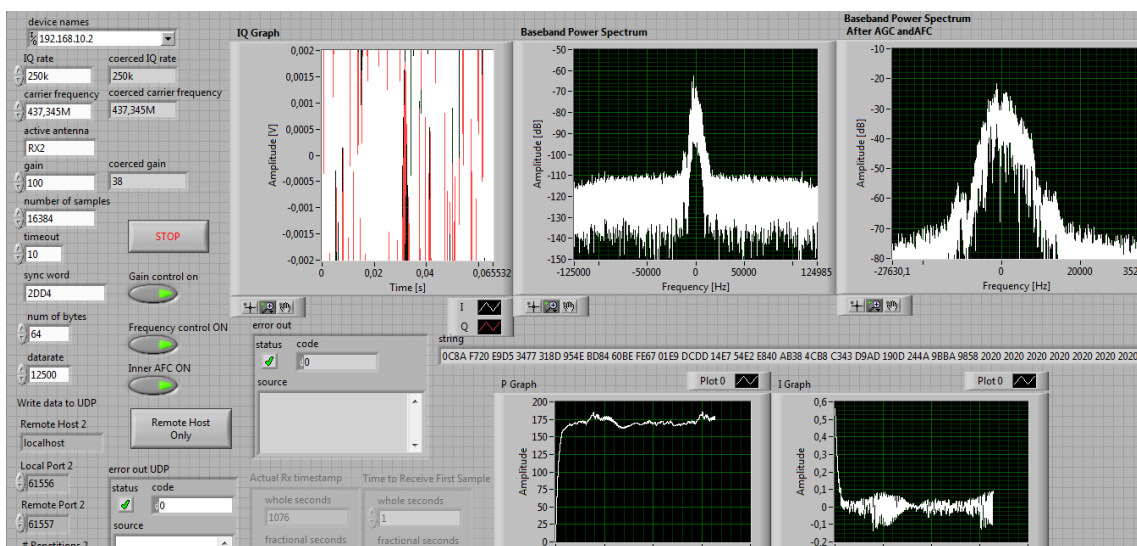 device names
192.168.10.2
IQ rate
coerced IQ rate
250k
250k
carrier frequency
coerced carrier frequency
437,345M
437,345M
active antenna
RX2
gain
coerced gain
100
38
number of samples
16384
timeout
10
STOP
sync word
2DD4
Gain control on
num of bytes
64
Frequency control ON
datarate
12500
Inner AFC ON
Write data to UDP
Remote Host 2
localhost
Remote Host
Only
Local Port 2
61556
Remote Port 2
61557
# Repetitions 2
error out UDP
status code
0
source
IQ Graph
Amplitude [V]
0,002
0,0015
0,001
0,0005
0
-0,0005
-0,001
-0,0015
-0,002
0 0,02 0,04 0,065532
Time [s]
I
Q
Baseband Power Spectrum
Amplitude [dB]
-50
-60
-70
-80
-90
-100
-110
-120
-130
-140
-150
-125000 -50000 0 50000 124985
Frequency [Hz]
Baseband Power Spectrum
After AGC andAFC
Amplitude [dB]
-10
-20
-30
-40
-50
-60
-70
-80
-27630,1 0 20000 352
Frequency [Hz]
error out
status code
0
source
string
0C8A F720 E9D5 3477 318D 954E BD84 60BE FE67 01E9 DCDD 14E7 54E2 E840 AB38 4CB8 C343 D9AD 190D 244A 9BBA 9858 2020 2020 2020 2020 2020 2020
Actual Rx timestamp
whole seconds
1076
fractional seconds
Time to Receive First Sample
whole seconds
1
fractional seconds
P Graph
Plot 0
Amplitude
200
175
150
125
100
75
50
25
0
I Graph
Plot 0
Amplitude
0,6
0,5
0,4
0,3
0,2
0,1
0
-0,1
-0,2